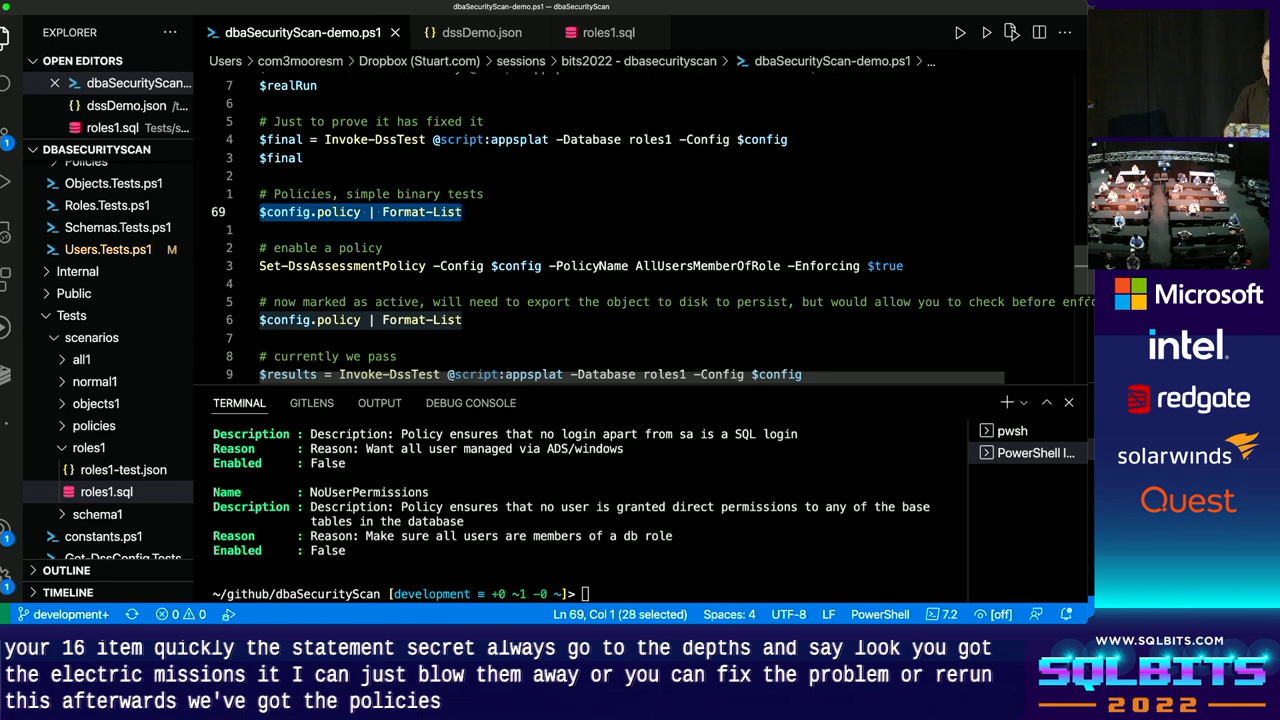 dbaSecurityScan-demo.ps1 — dbaSecurityScan
EXPLORER
dbaSecurityScan-demo.ps1
dssDemo.json
roles1.sql
OPEN EDITORS
Users > com3mooresm > Dropbox (Stuart.com) > sessions > bits2022 - dbasecurityscan > dbaSecurityScan-demo.ps1 > ...
dbaSecurityScan...
dssDemo.json /t...
roles1.sql Tests/s...
DBASECURITYSCAN
Policies
Objects.Tests.ps1
Roles.Tests.ps1
Schemas.Tests.ps1
Users.Tests.ps1 M
Internal
Public
Tests
scenarios
all1
normal1
objects1
policies
roles1
roles1-test.json
roles1.sql
schema1
constants.ps1
Get-DssConfig.Tests
OUTLINE
TIMELINE
7 $realRun
6
5 # Just to prove it has fixed it
4 $final = Invoke-DssTest @script:appsplat -Database roles1 -Config $config
3 $final
2
1 # Policies, simple binary tests
69 $config.policy | Format-List
1
2 # enable a policy
3 Set-DssAssessmentPolicy -Config $config -PolicyName AllUsersMemberOfRole -Enforcing $true
4
5 # now marked as active, will need to export the object to disk to persist, but would allow you to check before enfo
6 $config.policy | Format-List
7
8 # currently we pass
9 $results = Invoke-DssTest @script:appsplat -Database roles1 -Config $config
TERMINAL GITLENS OUTPUT DEBUG CONSOLE
pwsh
PowerShell I...
Description : Description: Policy ensures that no login apart from sa is a SQL login
Reason : Reason: Want all user managed via ADS/windows
Enabled : False
Name : NoUserPermissions
Description : Description: Policy ensures that no user is granted direct permissions to any of the base
tables in the database
Reason : Reason: Make sure all users are members of a db role
Enabled : False
~/github/dbaSecurityScan [development ≡ +0 ~1 -0 ~]>
development+ 0 0 Ln 69, Col 1 (28 selected) Spaces: 4 UTF-8 LF PowerShell 7.2 [off]
Microsoft
intel.
redgate
solarwinds
Quest
your 16 item quickly the statement secret always go to the depths and say look you got
the electric missions it I can just blow them away or you can fix the problem or rerun
this afterwards we've got the policies
WWW.SQLBITS.COM
SQLBITS
2022